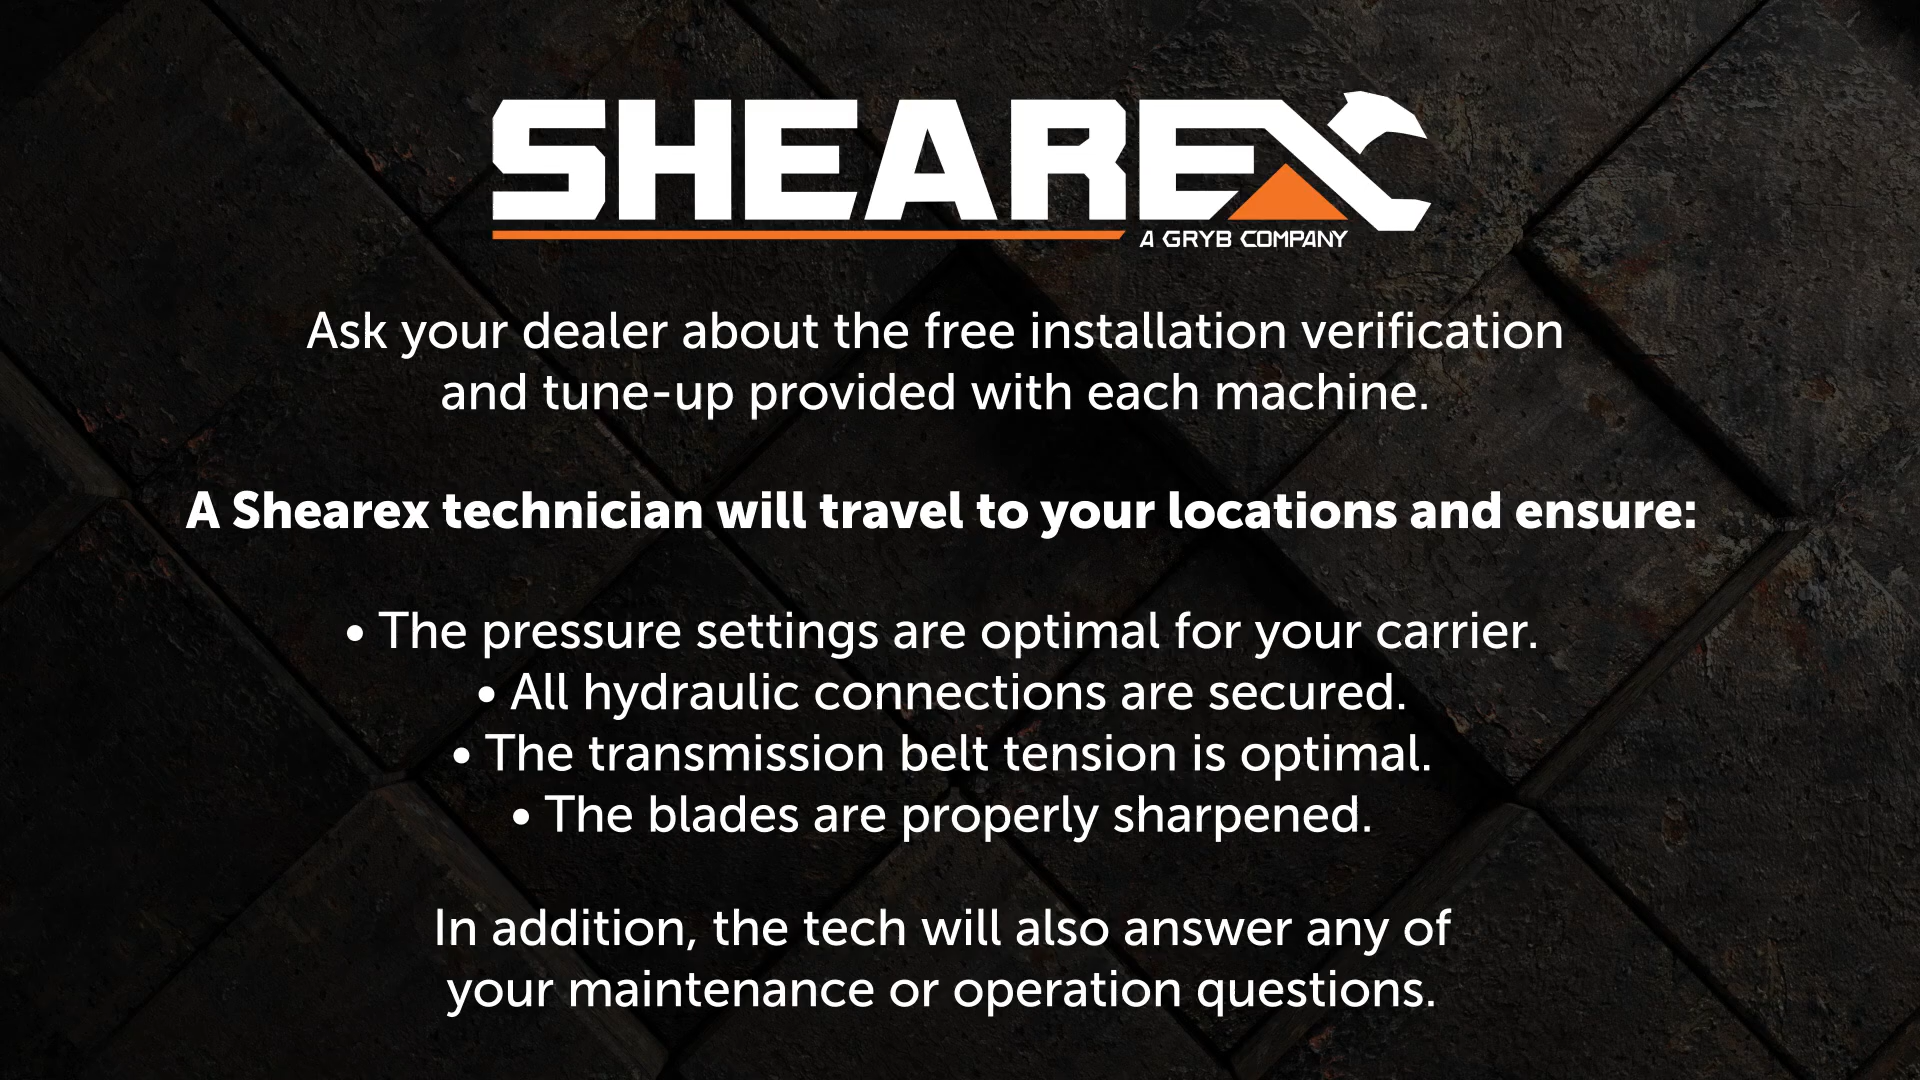 SHEAREX
A GRYB COMPANY
Ask your dealer about the free installation verification
and tune-up provided with each machine.
A Shearex technician will travel to your locations and ensure:
• The pressure settings are optimal for your carrier.
• All hydraulic connections are secured.
• The transmission belt tension is optimal.
• The blades are properly sharpened.
In addition, the tech will also answer any of
your maintenance or operation questions.